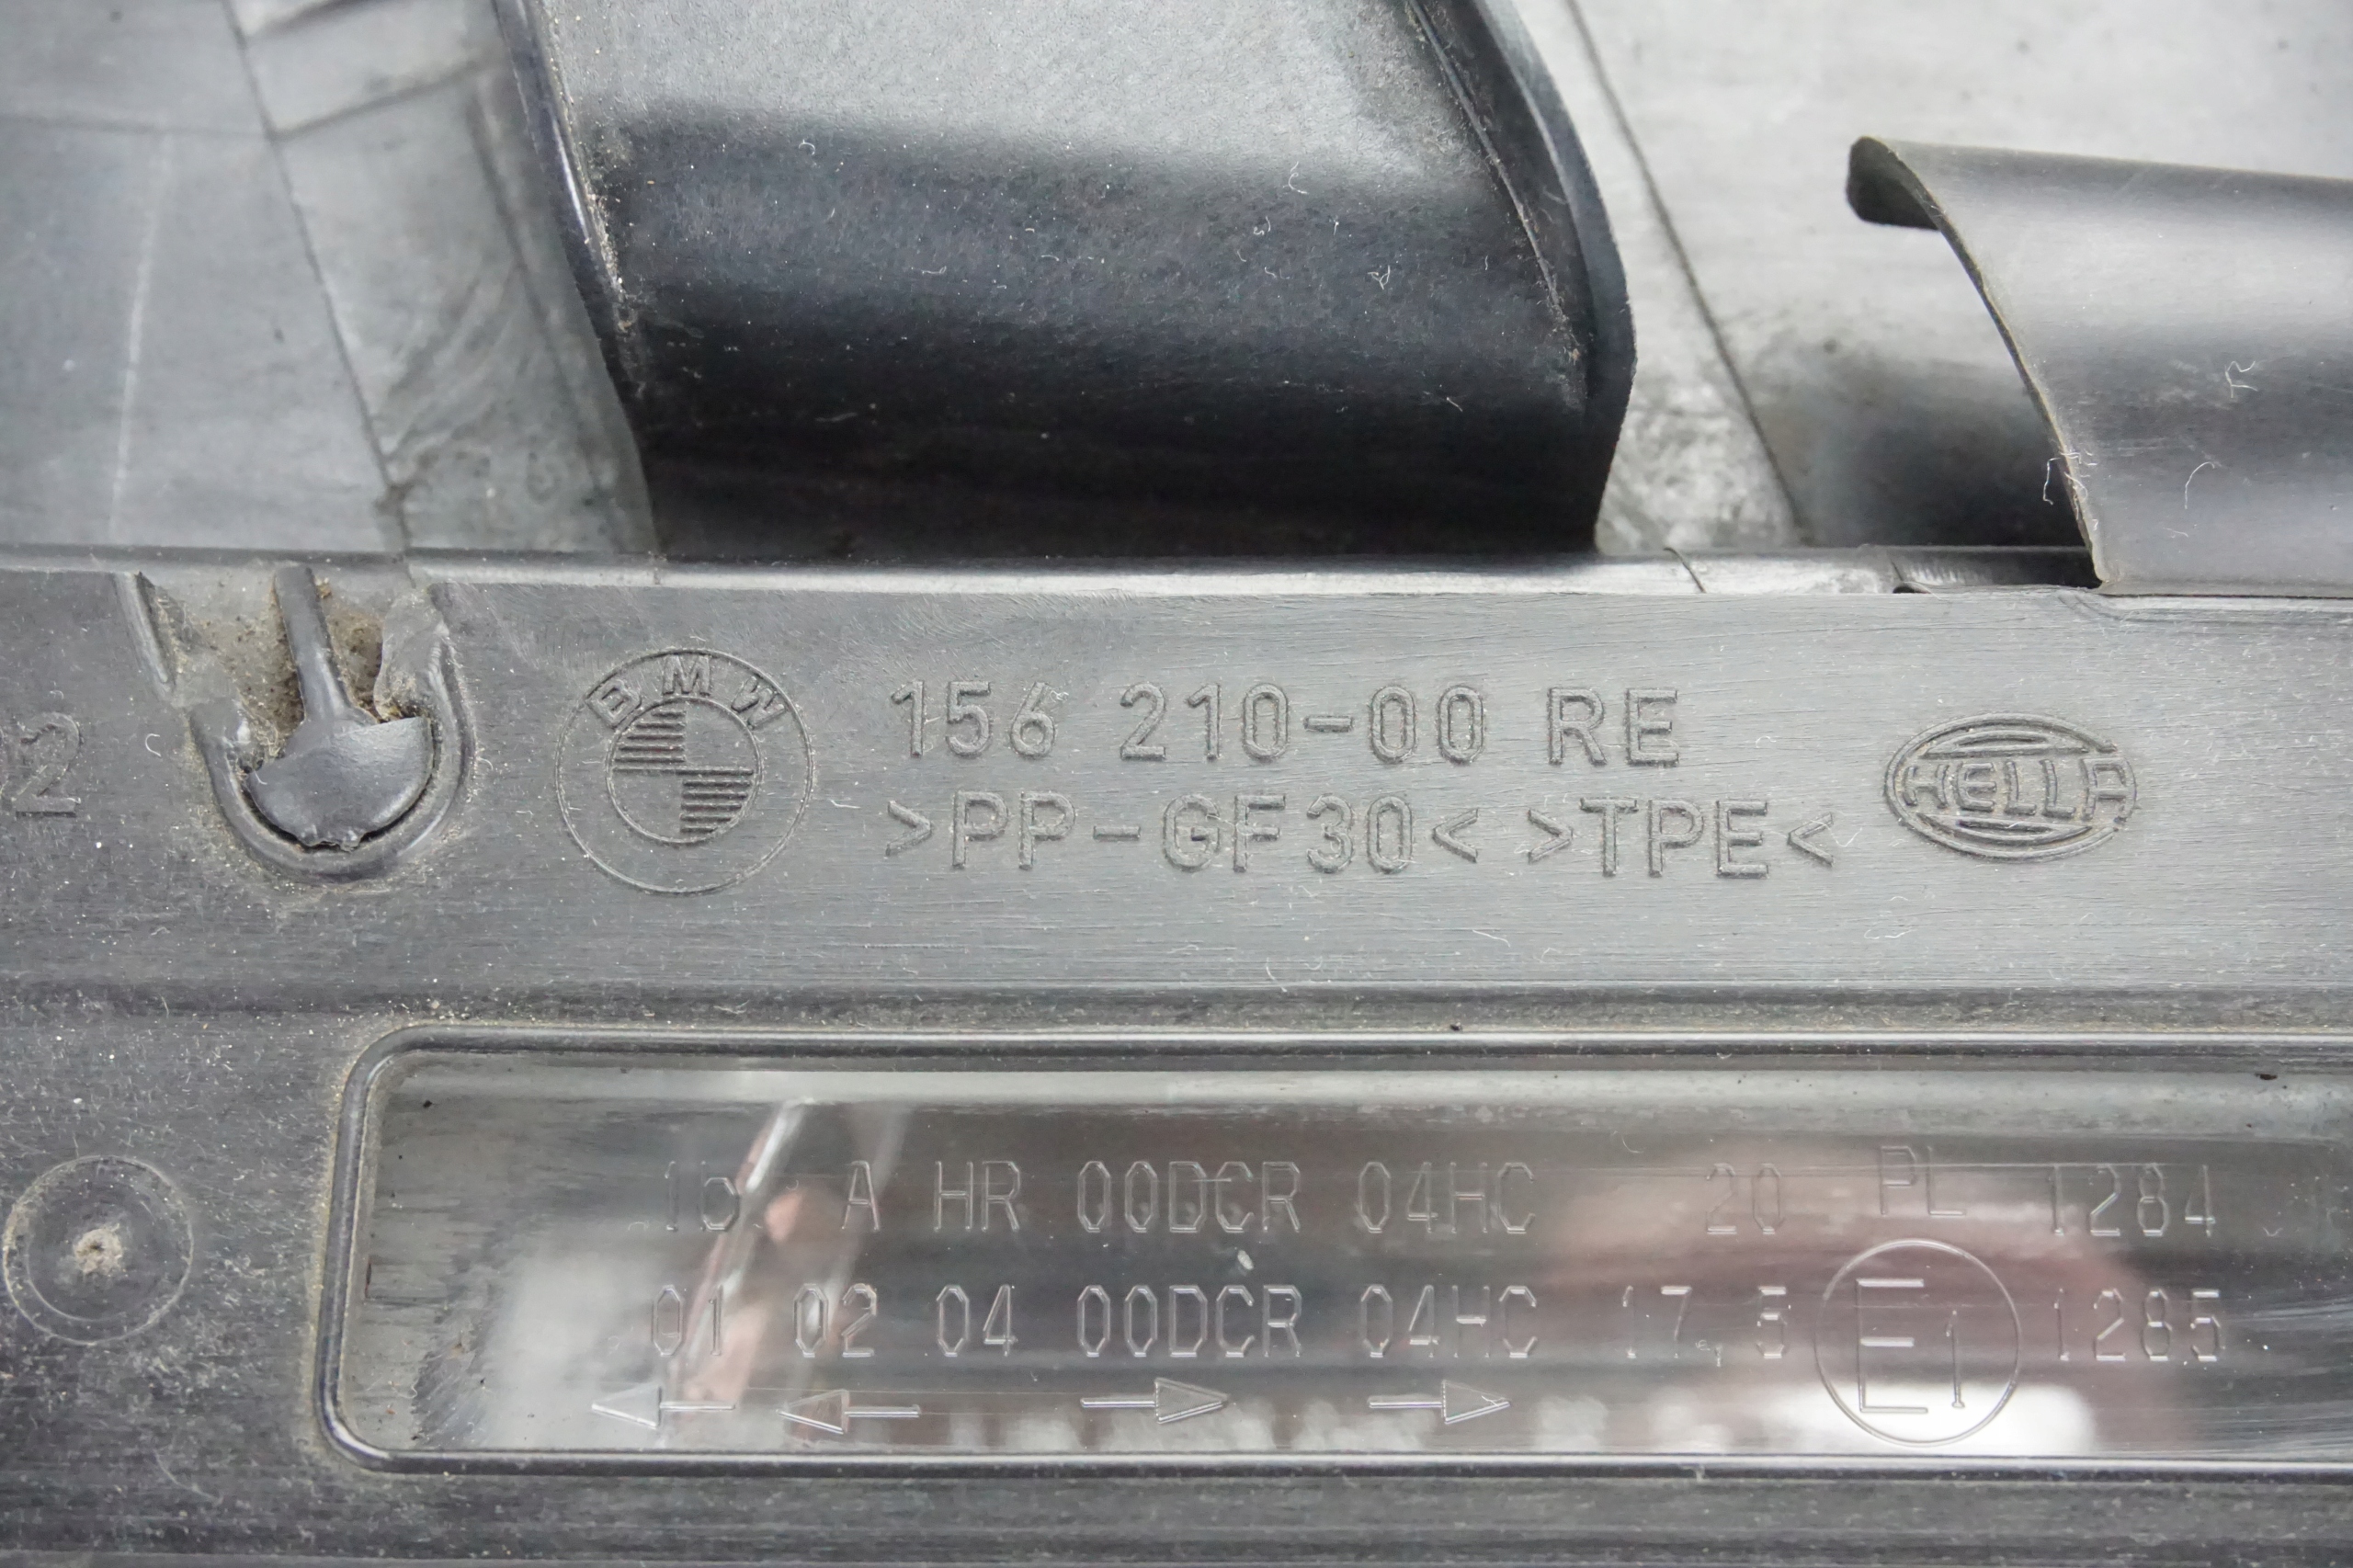 BMW
156 210-00 RE
>PP-GF30< >TPE<
HELLA
A HR 00DCR 04HC 20 PL 1284
01 02 04 00DCR 04HC 17,5 E1 1285